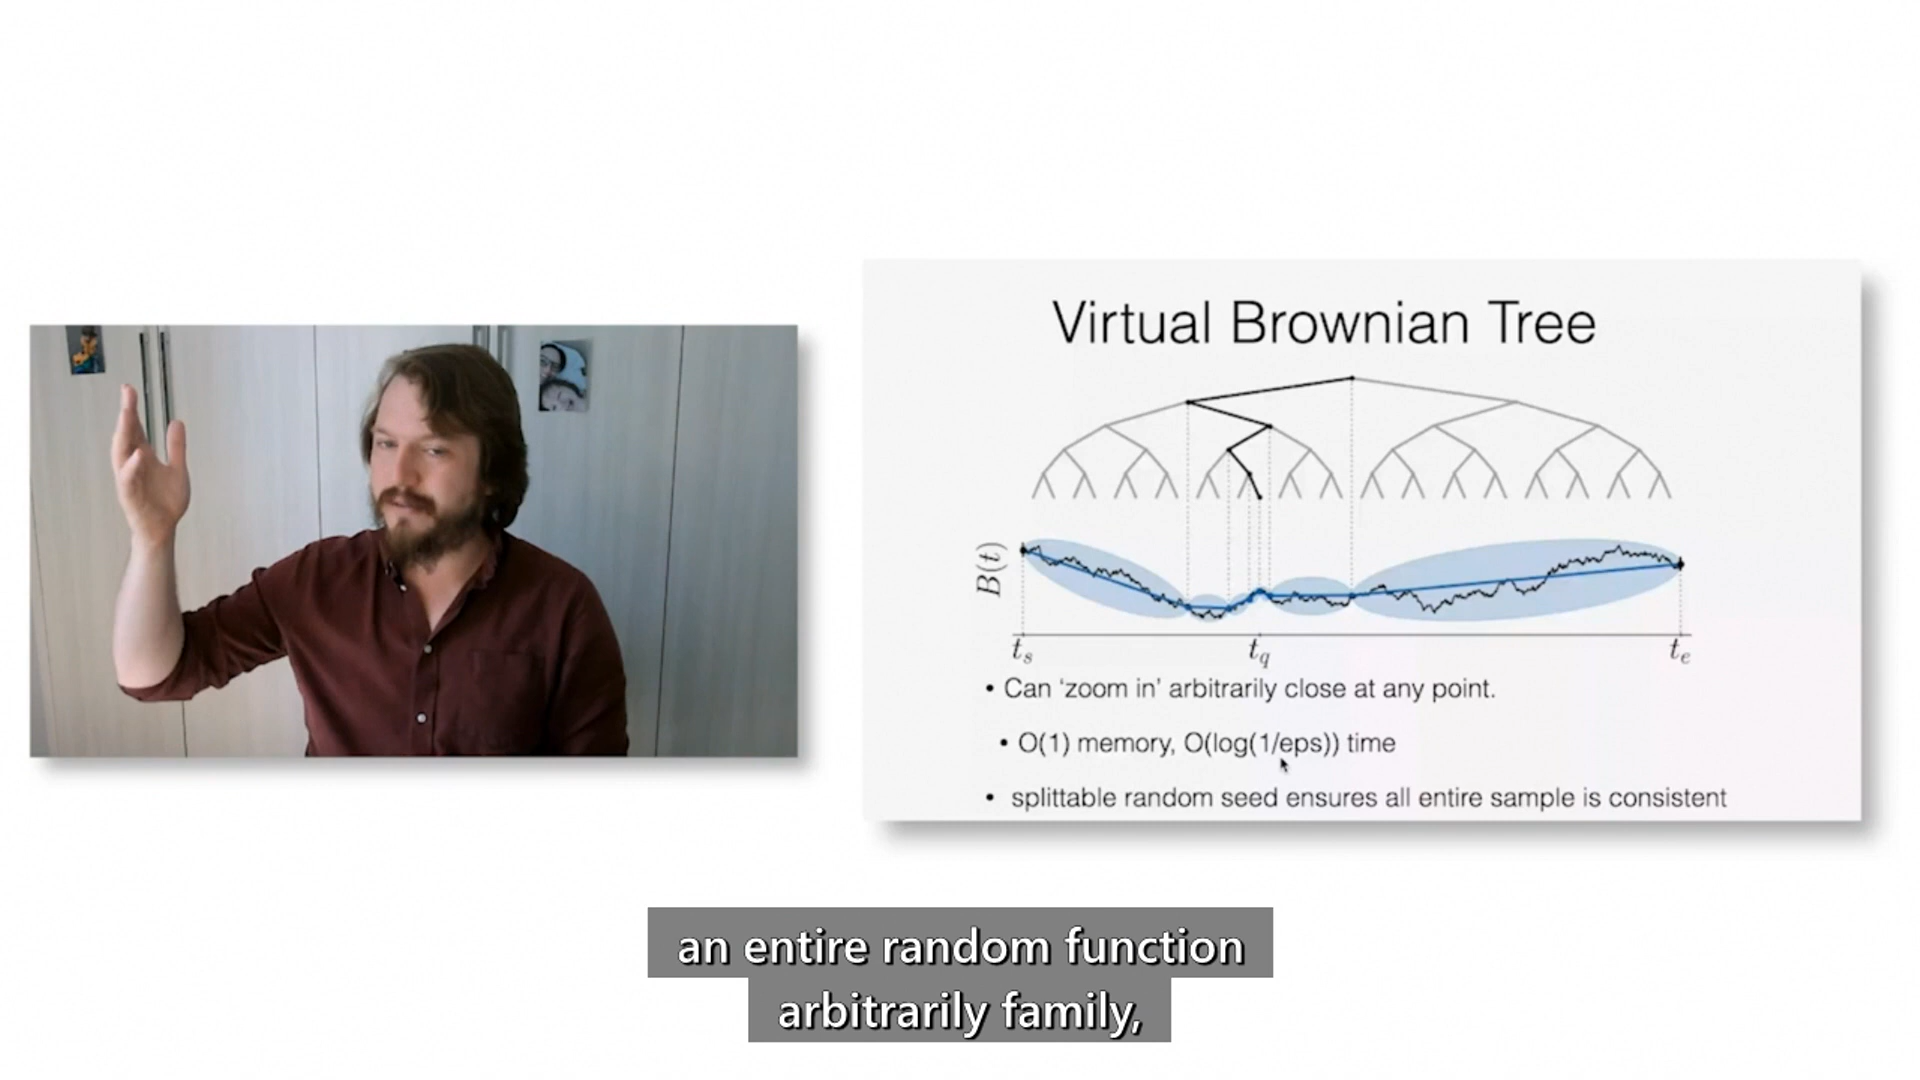 Virtual Brownian Tree
B(t)
t_s t_q t_e
• Can ‘zoom in’ arbitrarily close at any point.
• O(1) memory, O(log(1/eps)) time
• splittable random seed ensures all entire sample is consistent
an entire random function
arbitrarily family,